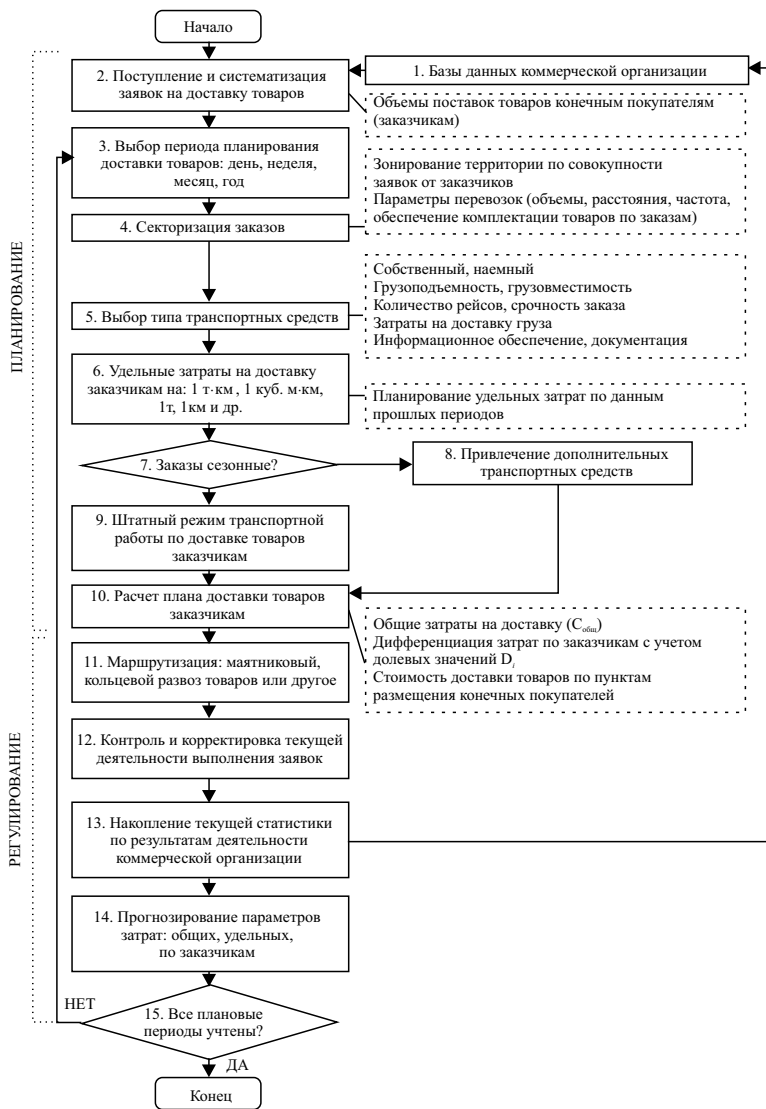 Начало
2. Поступление и систематизация
заявок на доставку товаров
1. Базы данных коммерческой организации
Объемы поставок товаров конечным покупателям
(заказчикам)
3. Выбор периода планирования
доставки товаров: день, неделя,
месяц, год
Зонирование территории по совокупности
заявок от заказчиков
Параметры перевозок (объемы, расстояния, частота,
обеспечение комплектации товаров по заказам)
4. Секторизация заказов
Собственный, наемный
Грузоподъемность, грузовместимость
Количество рейсов, срочность заказа
Затраты на доставку груза
Информационное обеспечение, документация
5. Выбор типа транспортных средств
ПЛАНИРОВАНИЕ
6. Удельные затраты на доставку
заказчикам на: 1 т·км , 1 куб. м·км,
1т, 1км и др.
Планирование удельных затрат по данным
прошлых периодов
7. Заказы сезонные?
8. Привлечение дополнительных
транспортных средств
9. Штатный режим транспортной
работы по доставке товаров
заказчикам
10. Расчет плана доставки товаров
заказчикам
Общие затраты на доставку (Cобщ)
Дифференциация затрат по заказчикам с учетом
долевых значений Di
Стоимость доставки товаров по пунктам
размещения конечных покупателей
11. Маршрутизация: маятниковый,
кольцевой развоз товаров или другое
12. Контроль и корректировка текущей
деятельности выполнения заявок
РЕГУЛИРОВАНИЕ
13. Накопление текущей статистики
по результатам деятельности
коммерческой организации
14. Прогнозирование параметров
затрат: общих, удельных,
по заказчикам
НЕТ
15. Все плановые
периоды учтены?
ДА
Конец